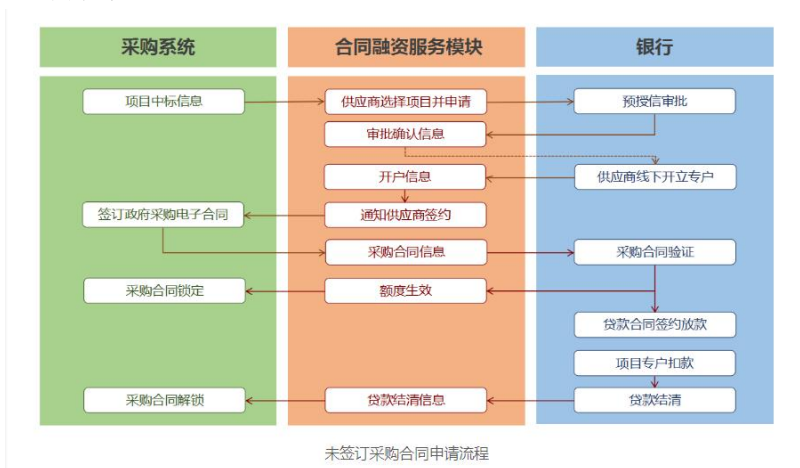 采购系统
合同融资服务模块
银行
项目中标信息
供应商选择项目并申请
预授信审批
审批确认信息
开户信息
供应商线下开立专户
签订政府采购电子合同
通知供应商签约
采购合同信息
采购合同验证
采购合同锁定
额度生效
贷款合同签约放款
项目专户扣款
采购合同解锁
贷款结清信息
贷款结清
未签订采购合同申请流程